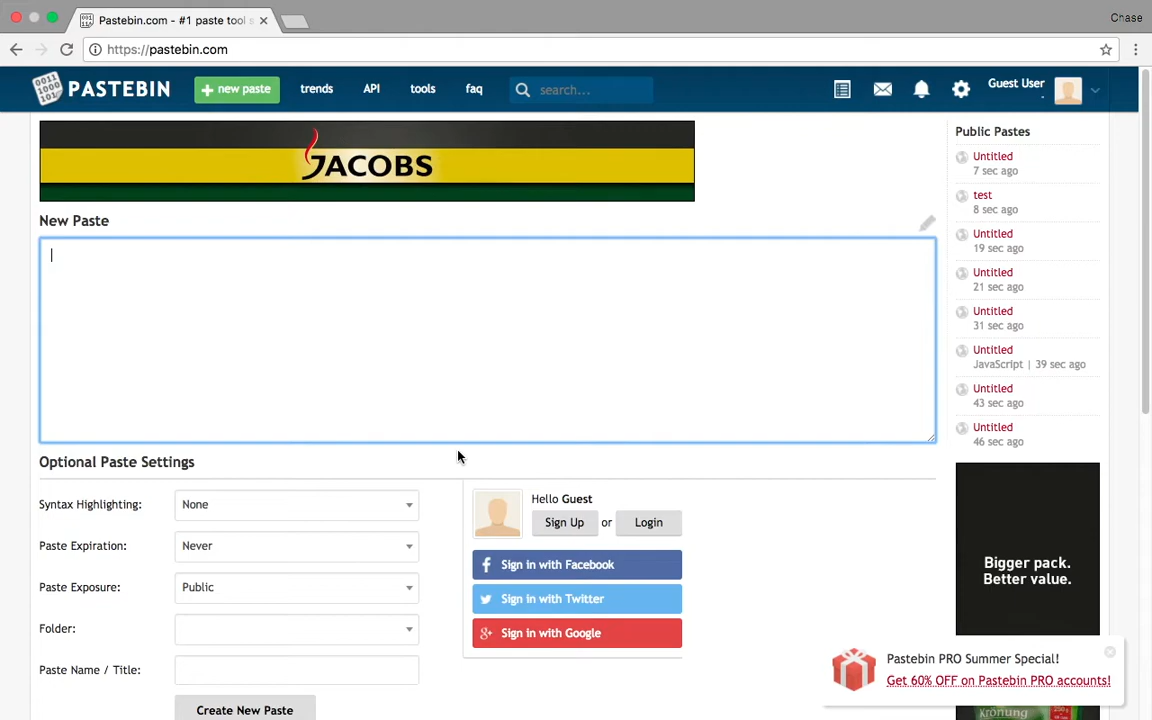 Pastebin.com - #1 paste tool s
Chase
https://pastebin.com
0011
1000
101
PASTEBIN
+ new paste
trends
API
tools
faq
search...
Guest User
JACOBS
Public Pastes
Untitled
7 sec ago
test
8 sec ago
Untitled
19 sec ago
Untitled
21 sec ago
Untitled
31 sec ago
Untitled
JavaScript | 39 sec ago
Untitled
43 sec ago
Untitled
46 sec ago
New Paste
Optional Paste Settings
Syntax Highlighting: None
Paste Expiration: Never
Paste Exposure: Public
Folder:
Paste Name / Title:
Create New Paste
Hello Guest
Sign Up or Login
Sign in with Facebook
Sign in with Twitter
Sign in with Google
Bigger pack.
Better value.
Pastebin PRO Summer Special!
Get 60% OFF on Pastebin PRO accounts!
Krönung